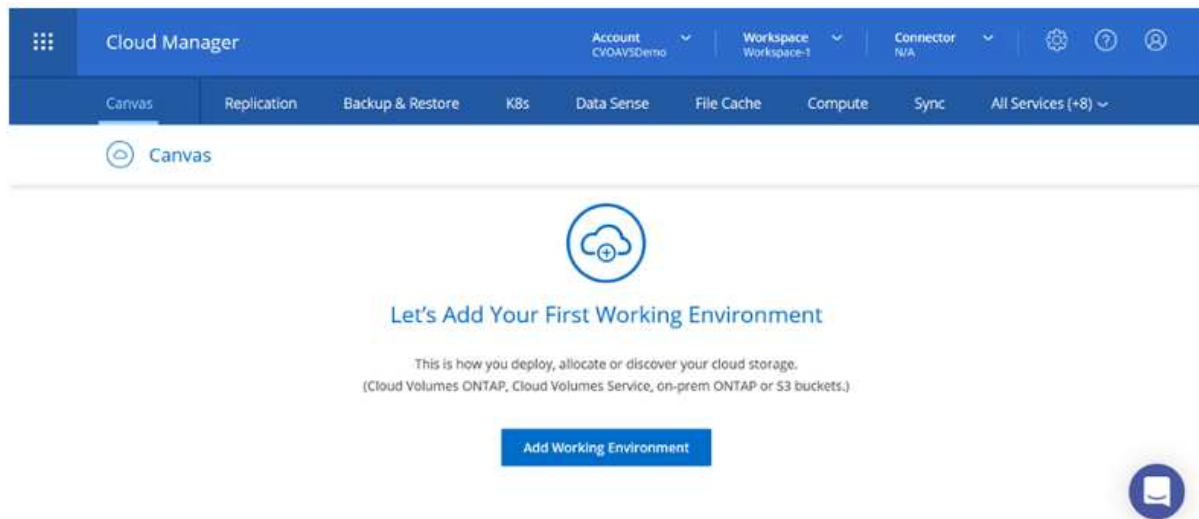 Cloud Manager
Account
CVOAVSDemo
Workspace
Workspace-1
Connector
N/A
Canvas
Replication
Backup & Restore
K8s
Data Sense
File Cache
Compute
Sync
All Services (+8)
Canvas
Let's Add Your First Working Environment
This is how you deploy, allocate or discover your cloud storage.
(Cloud Volumes ONTAP, Cloud Volumes Service, on-prem ONTAP or S3 buckets.)
Add Working Environment